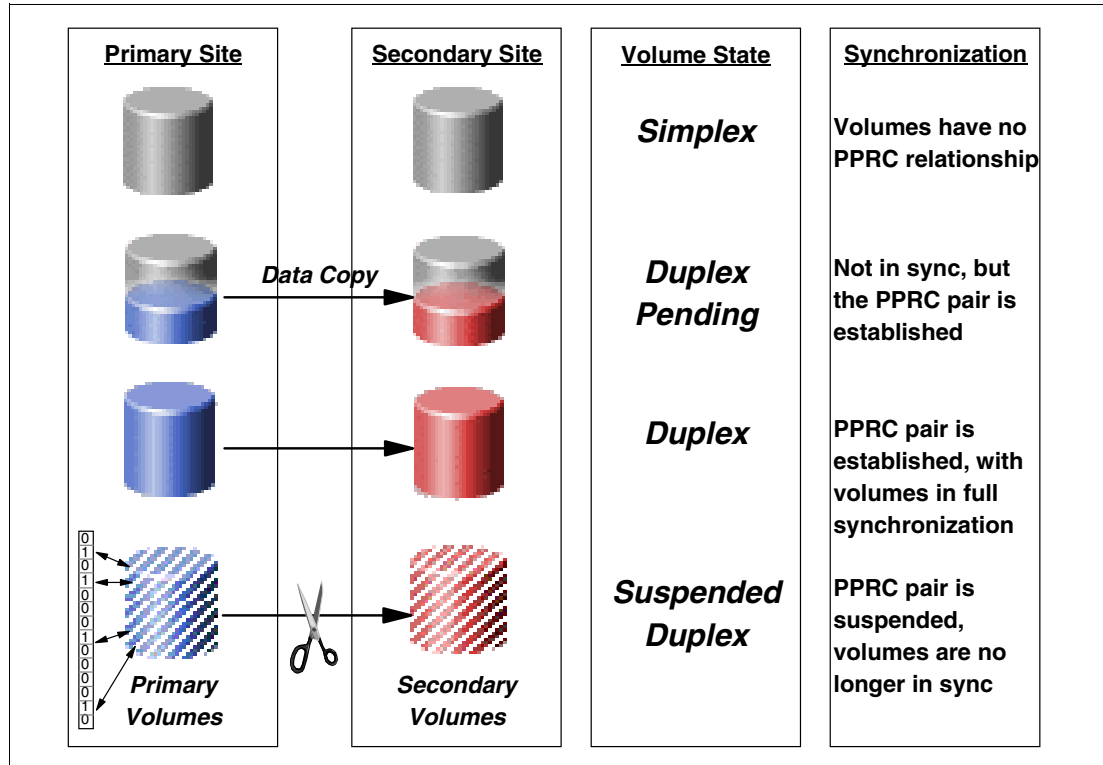 Primary Site
Secondary Site
Volume State
Synchronization
Simplex
Volumes have no
PPRC relationship
Data Copy
Duplex
Pending
Not in sync, but
the PPRC pair is
established
Duplex
PPRC pair is
established, with
volumes in full
synchronization
0
1
0
1
0
0
0
1
0
0
0
0
1
0
Primary
Volumes
Secondary
Volumes
Suspended
Duplex
PPRC pair is
suspended,
volumes are no
longer in sync